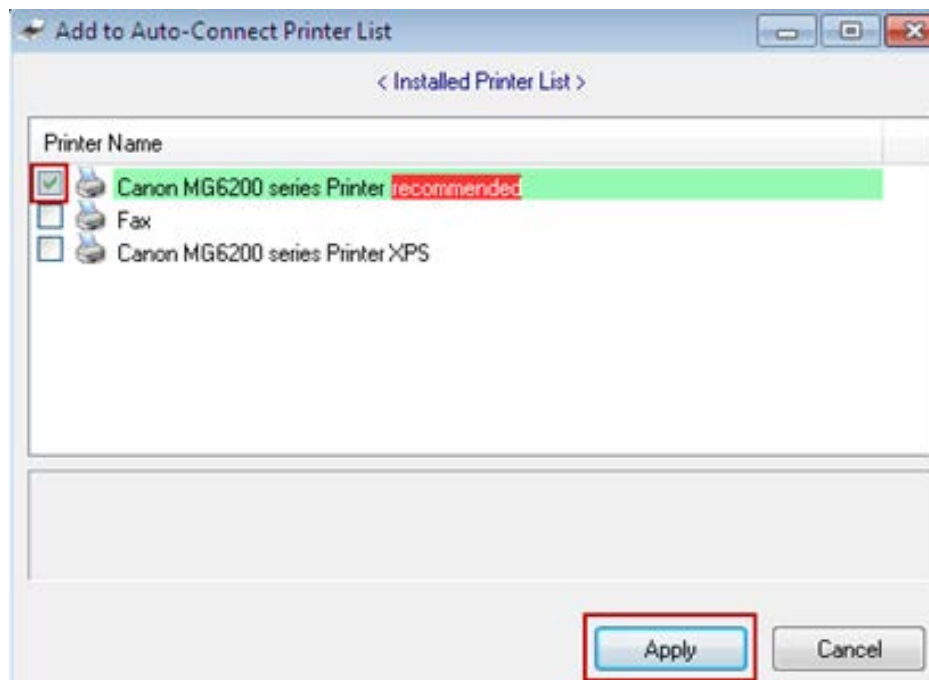 Add to Auto-Connect Printer List
< Installed Printer List >
Printer Name
Canon MG6200 series Printer recommended
Fax
Canon MG6200 series Printer XPS
Apply
Cancel